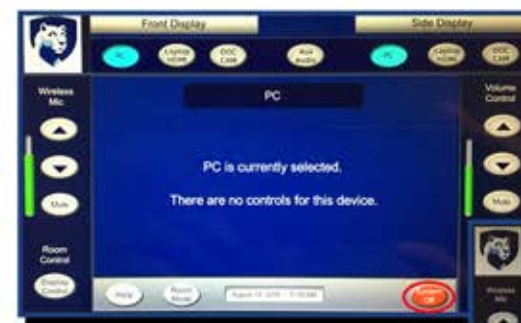 Front Display
Side Display
PC
Laptop HDMI
DOC CAM
Aux Audio
PC
Laptop HDMI
DOC CAM
Wireless Mic
Volume Control
PC
PC is currently selected.
There are no controls for this device.
Mute
Mute
Room Control
Display Control
Help
Room Mode
System Off
Wireless Mic